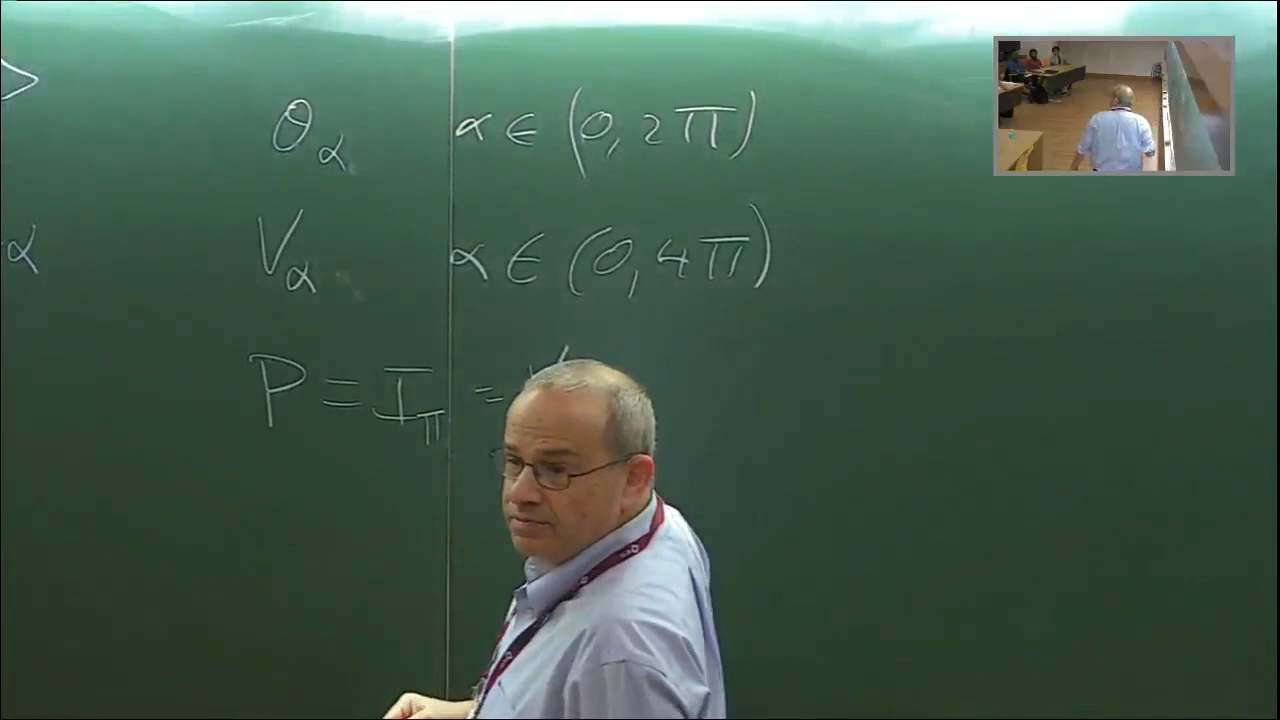 >
θ_α α ∈ (0, 2π)
α
V_α α ∈ (0, 4π)
P = I_π =